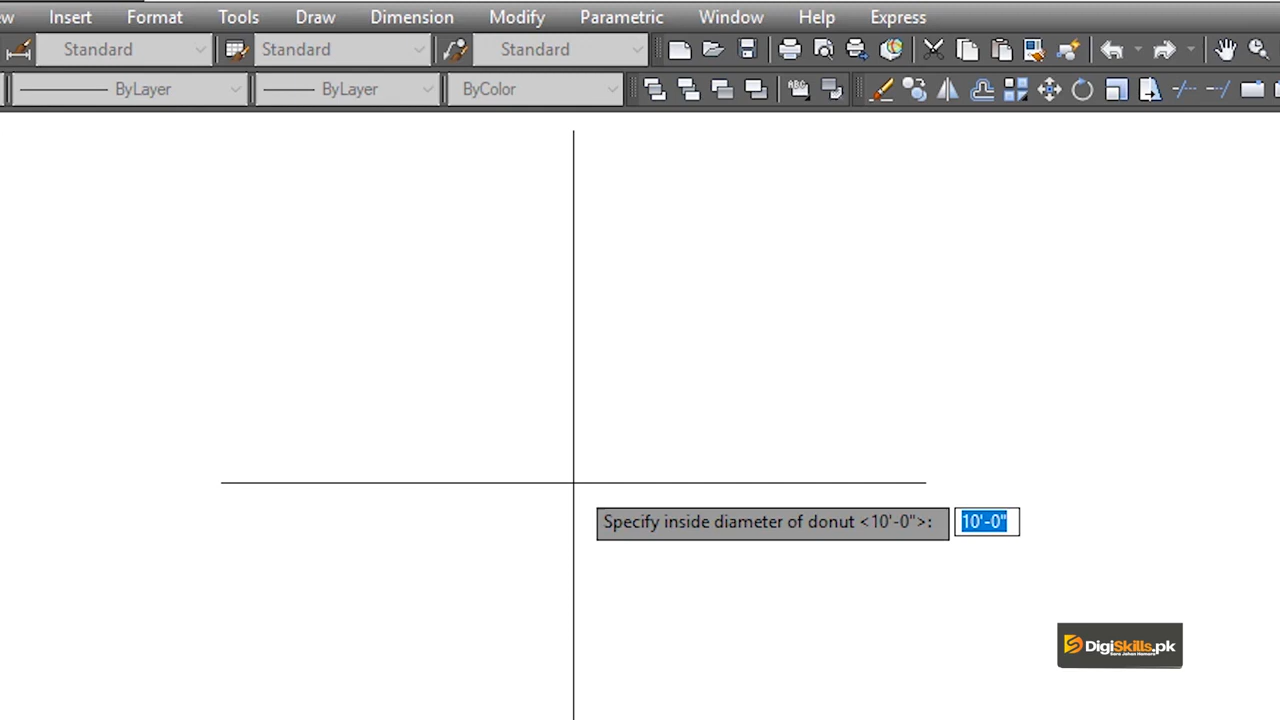 Insert Format Tools Draw Dimension Modify Parametric Window Help Express
Standard Standard Standard
ByLayer ByLayer ByColor
Specify inside diameter of donut <10'-0">: 10'-0"
DigiSkills.pk